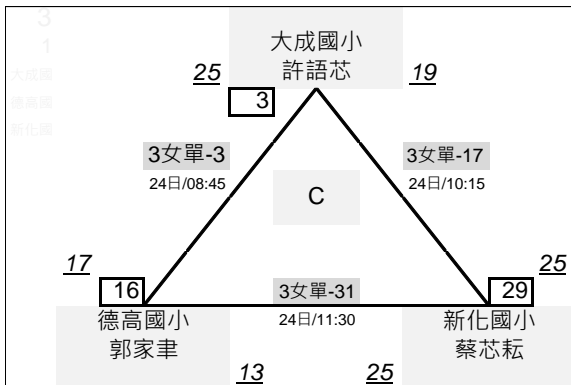 3
1
大成國
德高國
新化國
大成國小
許語芯
25
19
3
3女單-3
24日/08:45
3女單-17
24日/10:15
C
17
25
16
3女單-31
29
24日/11:30
德高國小
郭家聿
新化國小
蔡芯耘
13
25